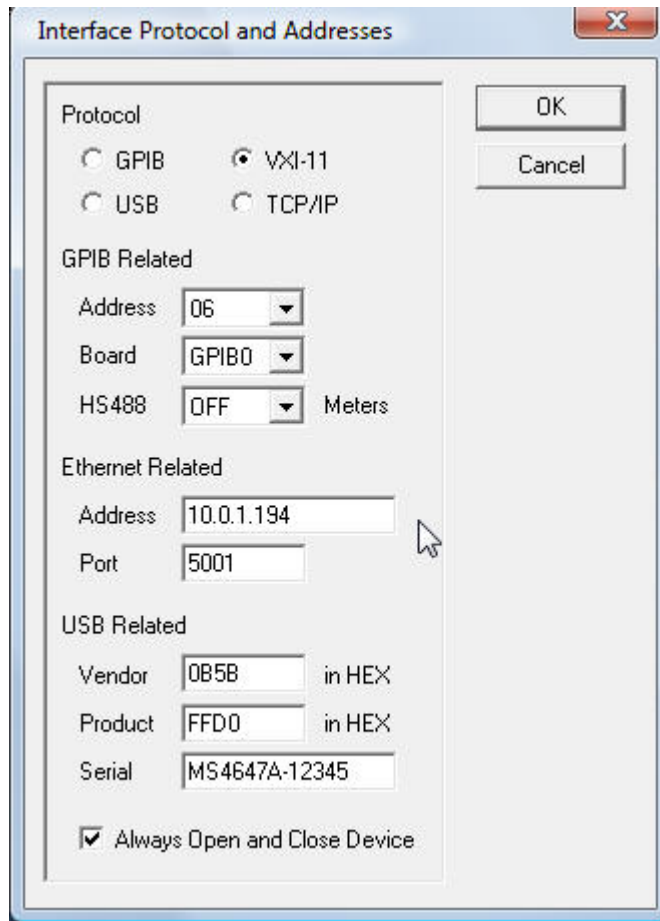 Interface Protocol and Addresses
OK
Cancel
Protocol
GPIB VXI-11
USB TCP/IP
GPIB Related
Address 06
Board GPIB0
HS488 OFF Meters
Ethernet Related
Address 10.0.1.194
Port 5001
USB Related
Vendor 0B5B in HEX
Product FFD0 in HEX
Serial MS4647A-12345
Always Open and Close Device